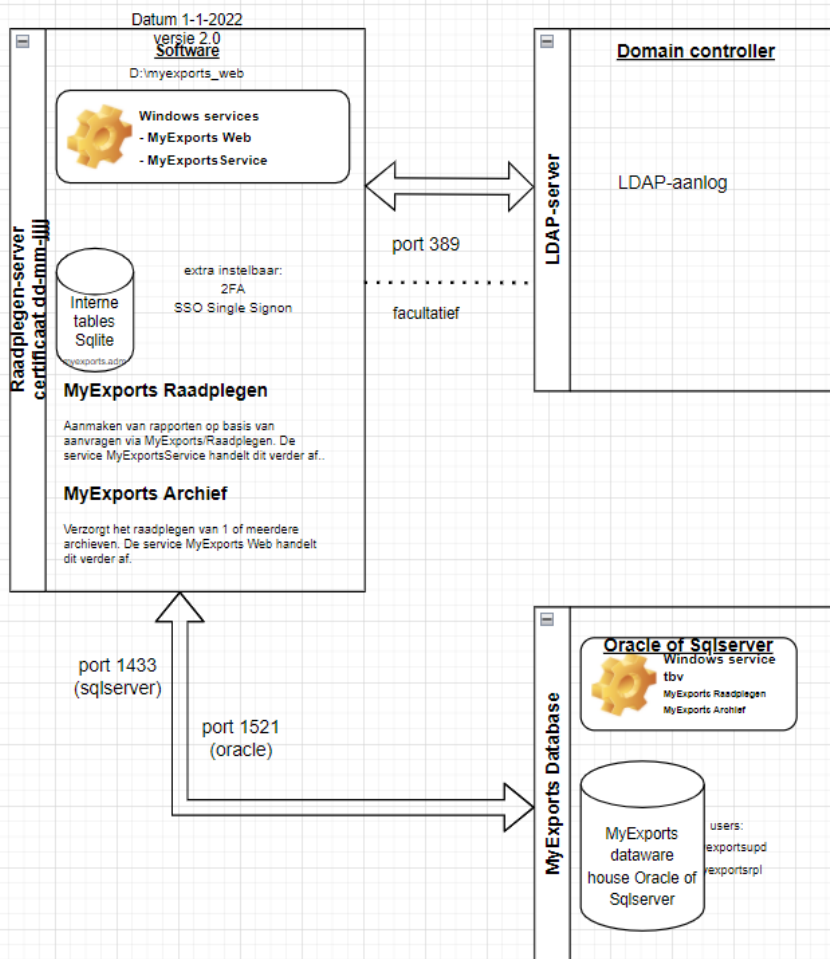 Datum 1-1-2022
versie 2.0
Software
D:\myexports_web
Windows services
- MyExports Web
- MyExportsService
Raadplegen-server
certificaat dd-mm-jjjj
Interne
tables
Sqlite
myexports.adm
extra instelbaar:
2FA
SSO Single Signon
MyExports Raadplegen
Aanmaken van rapporten op basis van
aanvragen via MyExports/Raadplegen. De
service MyExportsService handelt dit verder af..
MyExports Archief
Verzorgt het raadplegen van 1 of meerdere
archieven. De service MyExports Web handelt
dit verder af.
port 389
facultatief
Domain controller
LDAP-server
LDAP-aanlog
port 1433
(sqlserver)
port 1521
(oracle)
MyExports Database
Oracle of Sqlserver
Windows service
tbv
MyExports Raadplegen
MyExports Archief
MyExports
dataware
house Oracle of
Sqlserver
users:
exportsupd
exportsrpl